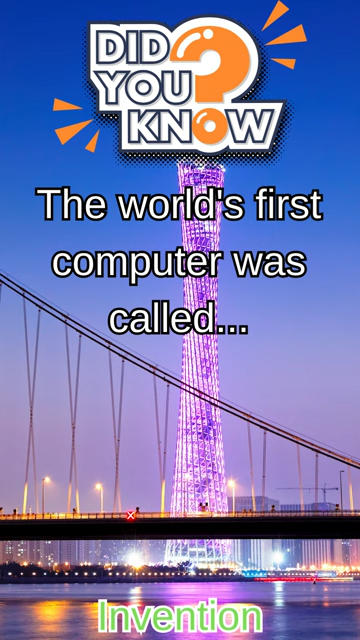 DID
YOU
KNOW
?
The world's first
computer was
called...
Invention